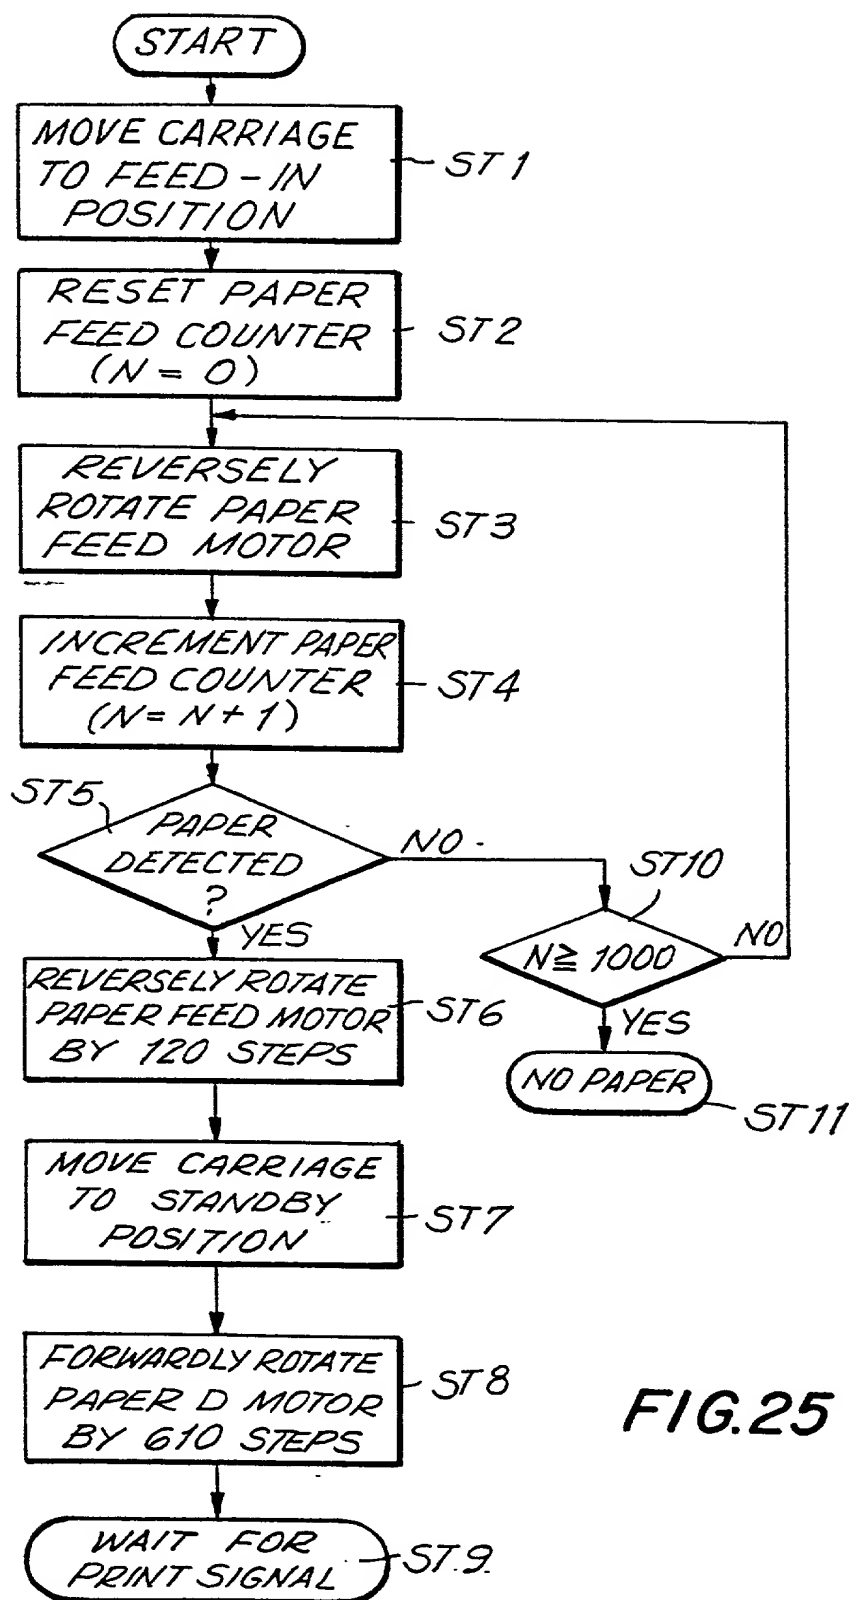 START
MOVE CARRIAGE
TO FEED-IN
POSITION
ST1
RESET PAPER
FEED COUNTER
(N = 0)
ST2
REVERSELY
ROTATE PAPER
FEED MOTOR
ST3
INCREMENT PAPER
FEED COUNTER
(N = N + 1)
ST4
ST5
PAPER
DETECTED
?
NO
YES
ST10
N ≧ 1000
NO
YES
NO PAPER
ST11
REVERSELY ROTATE
PAPER FEED MOTOR
BY 120 STEPS
ST6
MOVE CARRIAGE
TO STANDBY
POSITION
ST7
FORWARDLY ROTATE
PAPER D MOTOR
BY 610 STEPS
ST8
FIG.25
WAIT FOR
PRINT SIGNAL
ST9